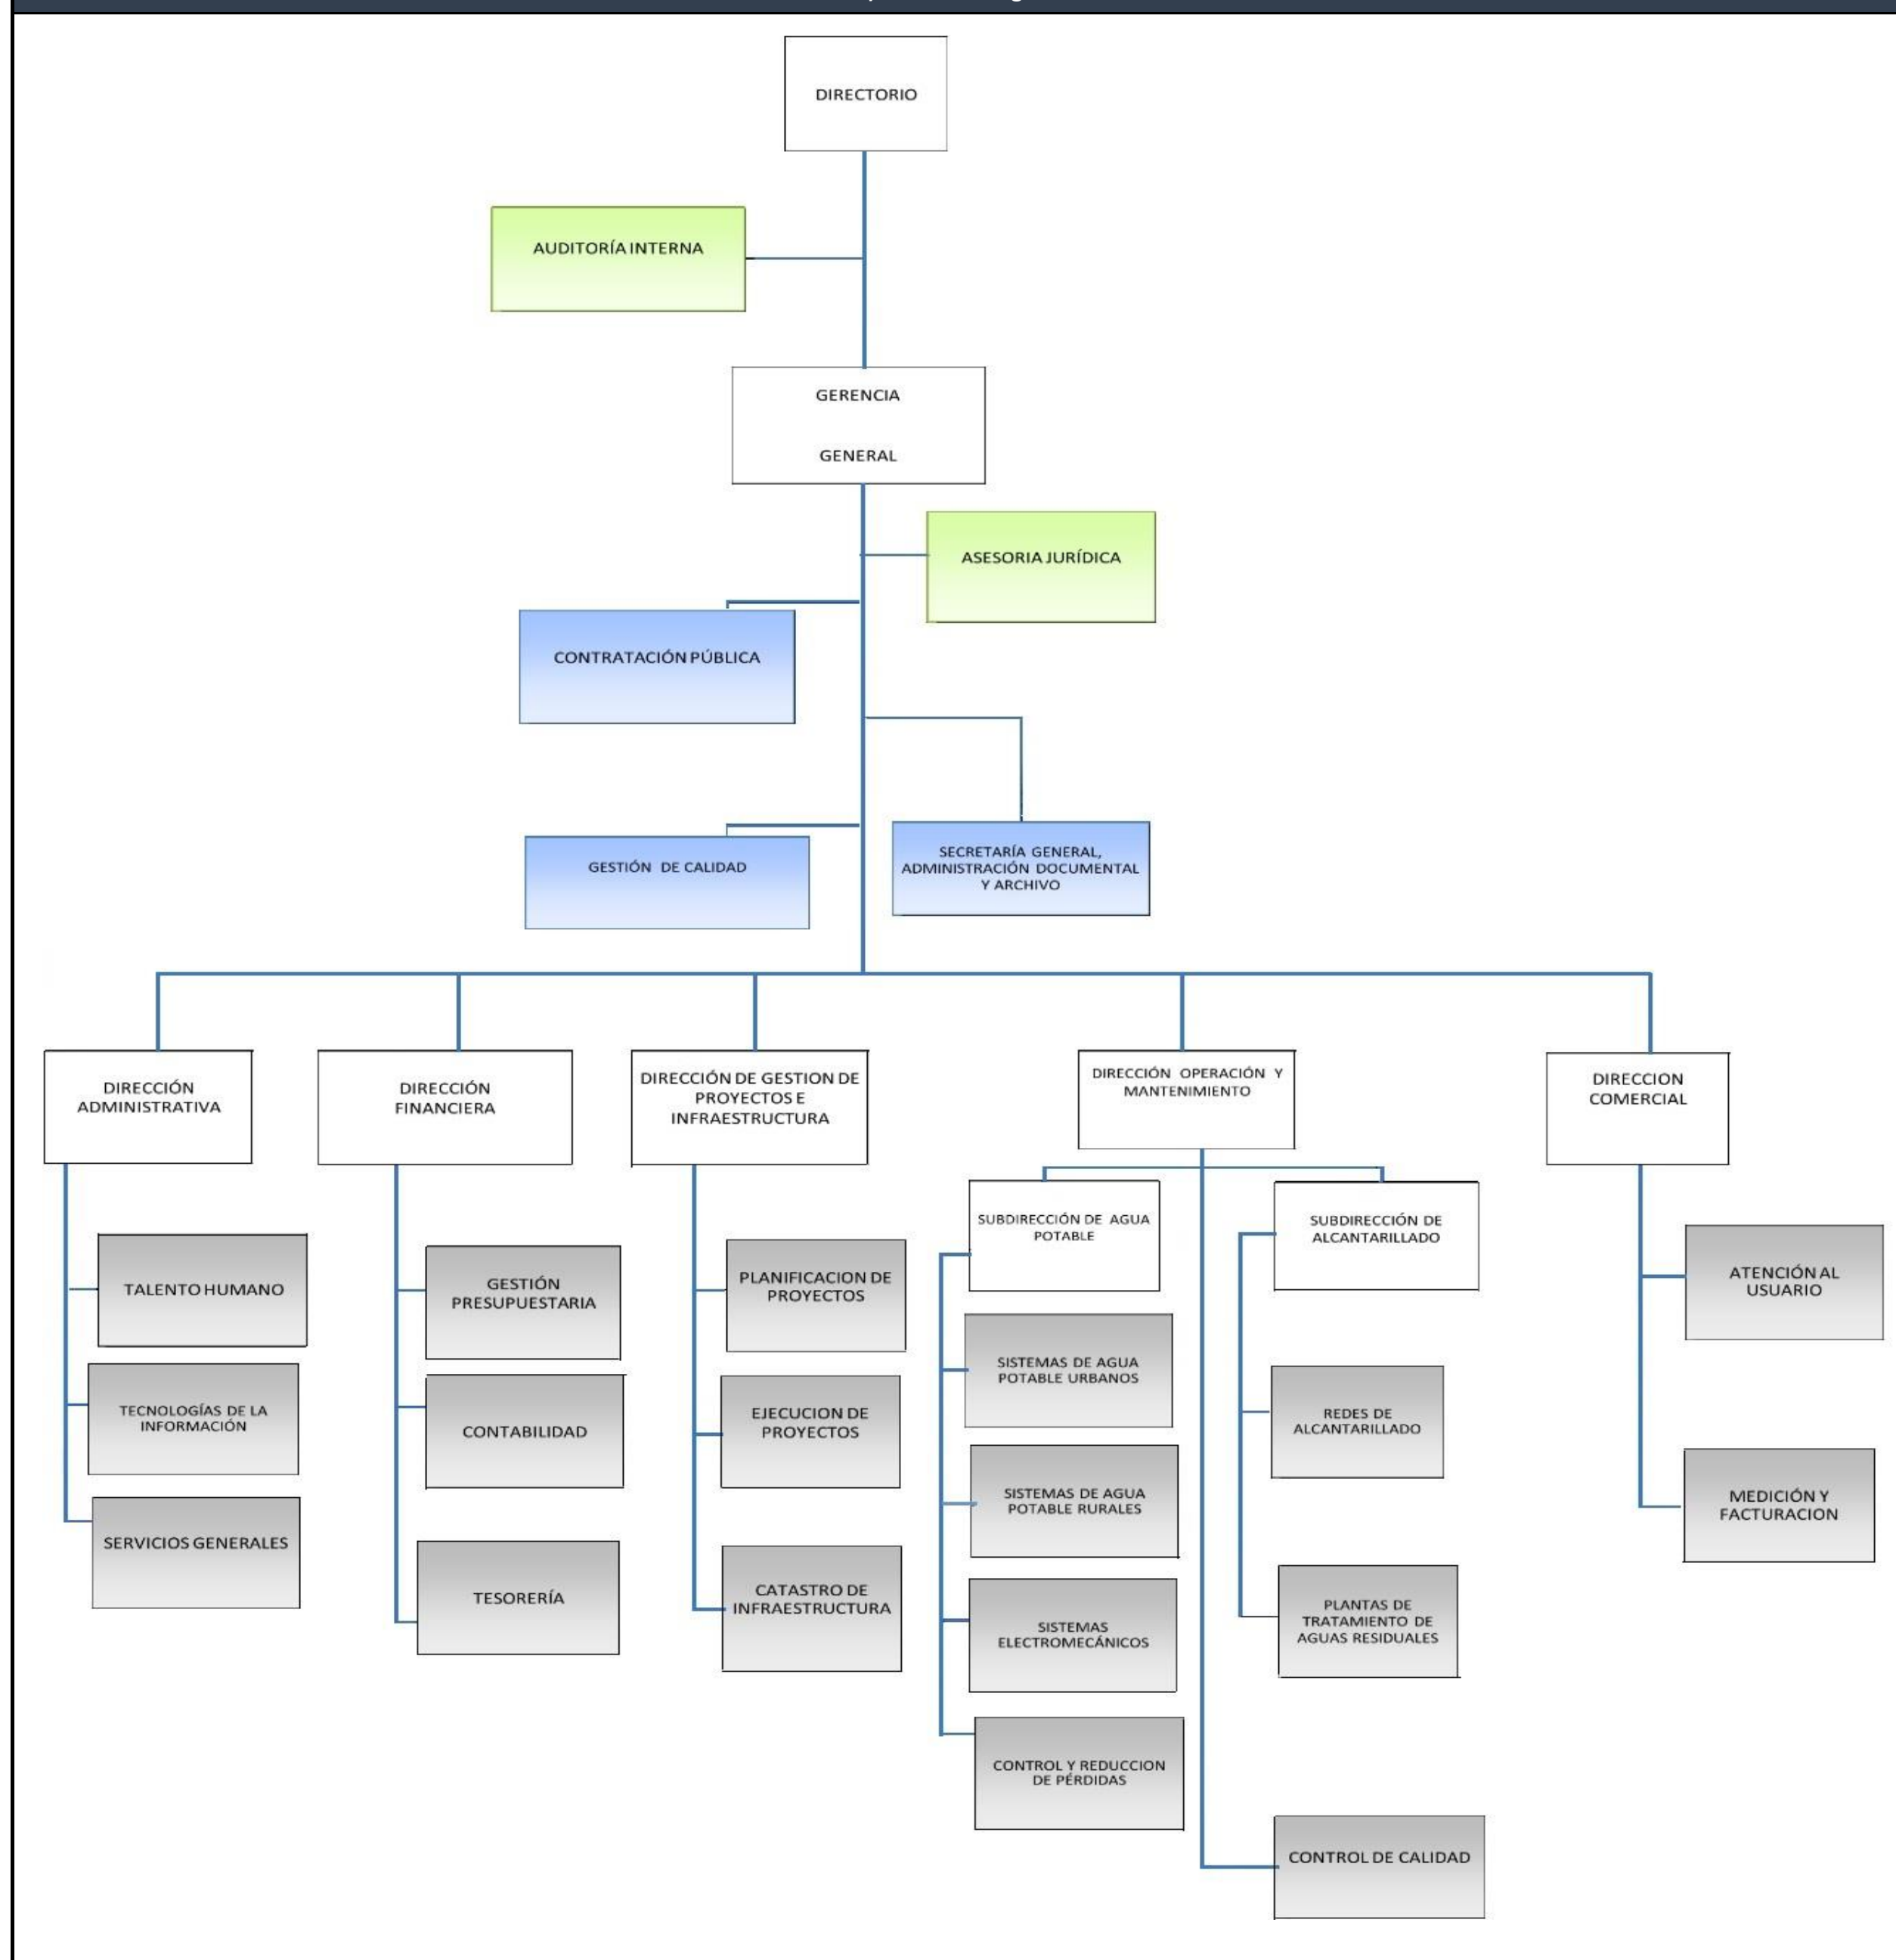 DIRECTORIO
AUDITORÍA INTERNA
GERENCIA
GENERAL
ASESORIA JURÍDICA
CONTRATACIÓN PÚBLICA
GESTIÓN DE CALIDAD
SECRETARÍA GENERAL,
ADMINISTRACIÓN DOCUMENTAL
Y ARCHIVO
DIRECCIÓN
ADMINISTRATIVA
DIRECCIÓN
FINANCIERA
DIRECCIÓN DE GESTION DE
PROYECTOS E
INFRAESTRUCTURA
DIRECCIÓN OPERACIÓN Y
MANTENIMIENTO
DIRECCION
COMERCIAL
TALENTO HUMANO
TECNOLOGÍAS DE LA
INFORMACIÓN
SERVICIOS GENERALES
GESTIÓN
PRESUPUESTARIA
CONTABILIDAD
TESORERÍA
PLANIFICACION DE
PROYECTOS
EJECUCION DE
PROYECTOS
CATASTRO DE
INFRAESTRUCTURA
SUBDIRECCIÓN DE AGUA
POTABLE
SISTEMAS DE AGUA
POTABLE URBANOS
SISTEMAS DE AGUA
POTABLE RURALES
SISTEMAS
ELECTROMECÁNICOS
CONTROL Y REDUCCION
DE PÉRDIDAS
SUBDIRECCIÓN DE
ALCANTARILLADO
REDES DE
ALCANTARILLADO
PLANTAS DE
TRATAMIENTO DE
AGUAS RESIDUALES
CONTROL DE CALIDAD
ATENCIÓN AL
USUARIO
MEDICIÓN Y
FACTURACION